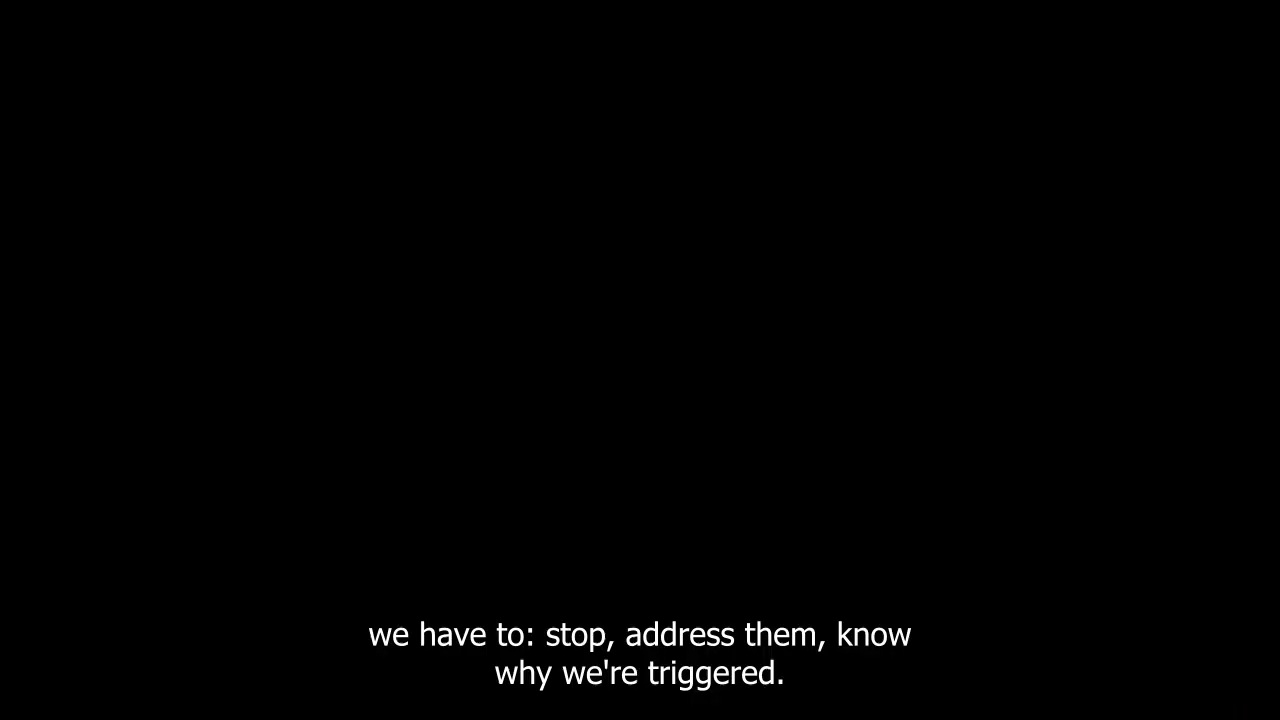 we have to: stop, address them, know
why we're triggered.